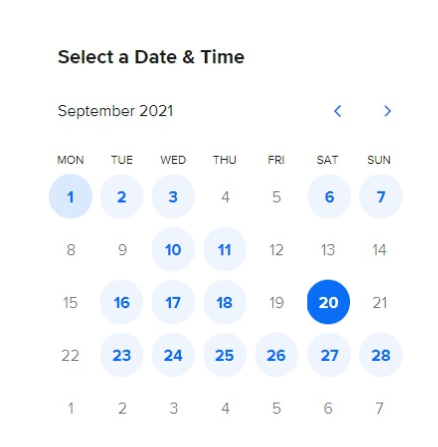 Select a Date & Time
September 2021
MON TUE WED THU FRI SAT SUN
1 2 3 4 5 6 7
8 9 10 11 12 13 14
15 16 17 18 19 20 21
22 23 24 25 26 27 28
1 2 3 4 5 6 7